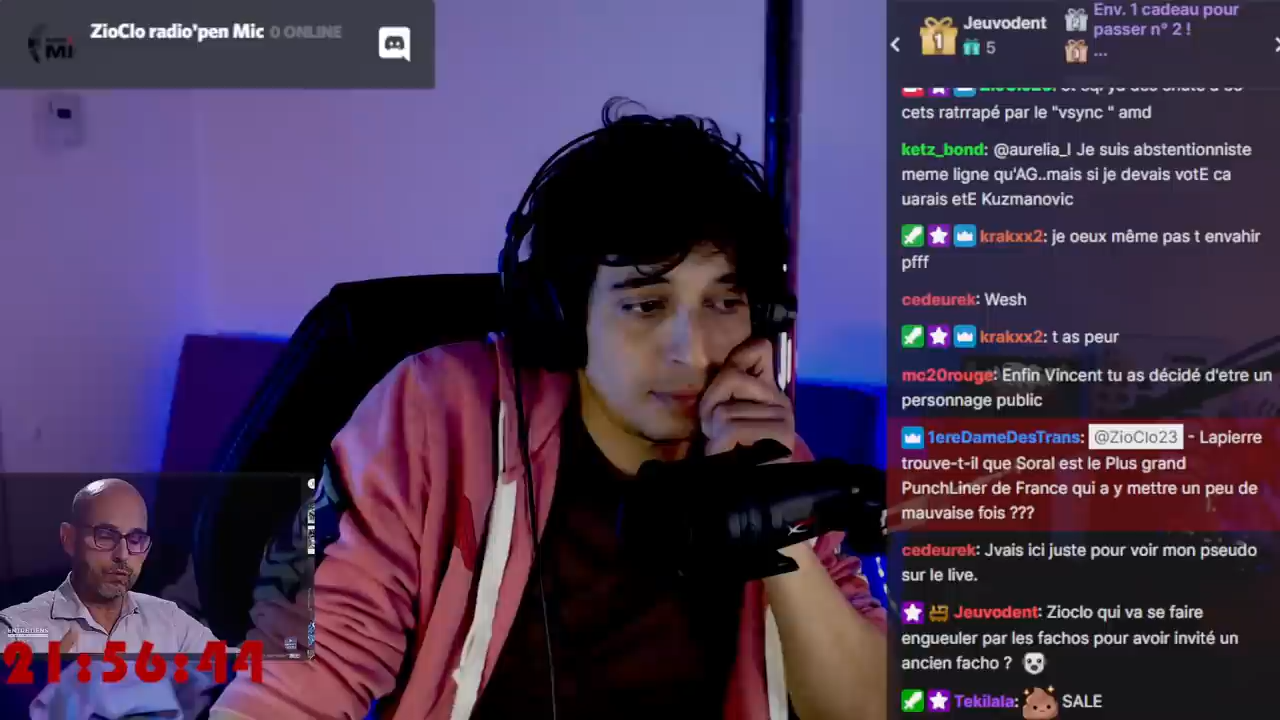 ZioClo radio'pen Mic 0 ONLINE
MI
Jeuvodent
5
1
Env. 1 cadeau pour
passer n° 2 !
...
cets ratrrapé par le "vsync " amd
ketz_bond: @aurelia_l Je suis abstentionniste
meme ligne qu'AG..mais si je devais votE ca
uarais etE Kuzmanovic
krakxx2: je oeux même pas t envahir
pfff
cedeurek: Wesh
krakxx2: t as peur
mc20rouge: Enfin Vincent tu as décidé d'etre un
personnage public
1ereDameDesTrans: @ZioClo23 - Lapierre
trouve-t-il que Soral est le Plus grand
PunchLiner de France qui a y mettre un peu de
mauvaise fois ???
cedeurek: Jvais ici juste pour voir mon pseudo
sur le live.
Jeuvodent: Zioclo qui va se faire
engueuler par les fachos pour avoir invité un
ancien facho ?
Tekilala: SALE
ENTRETIENS
21:56:44